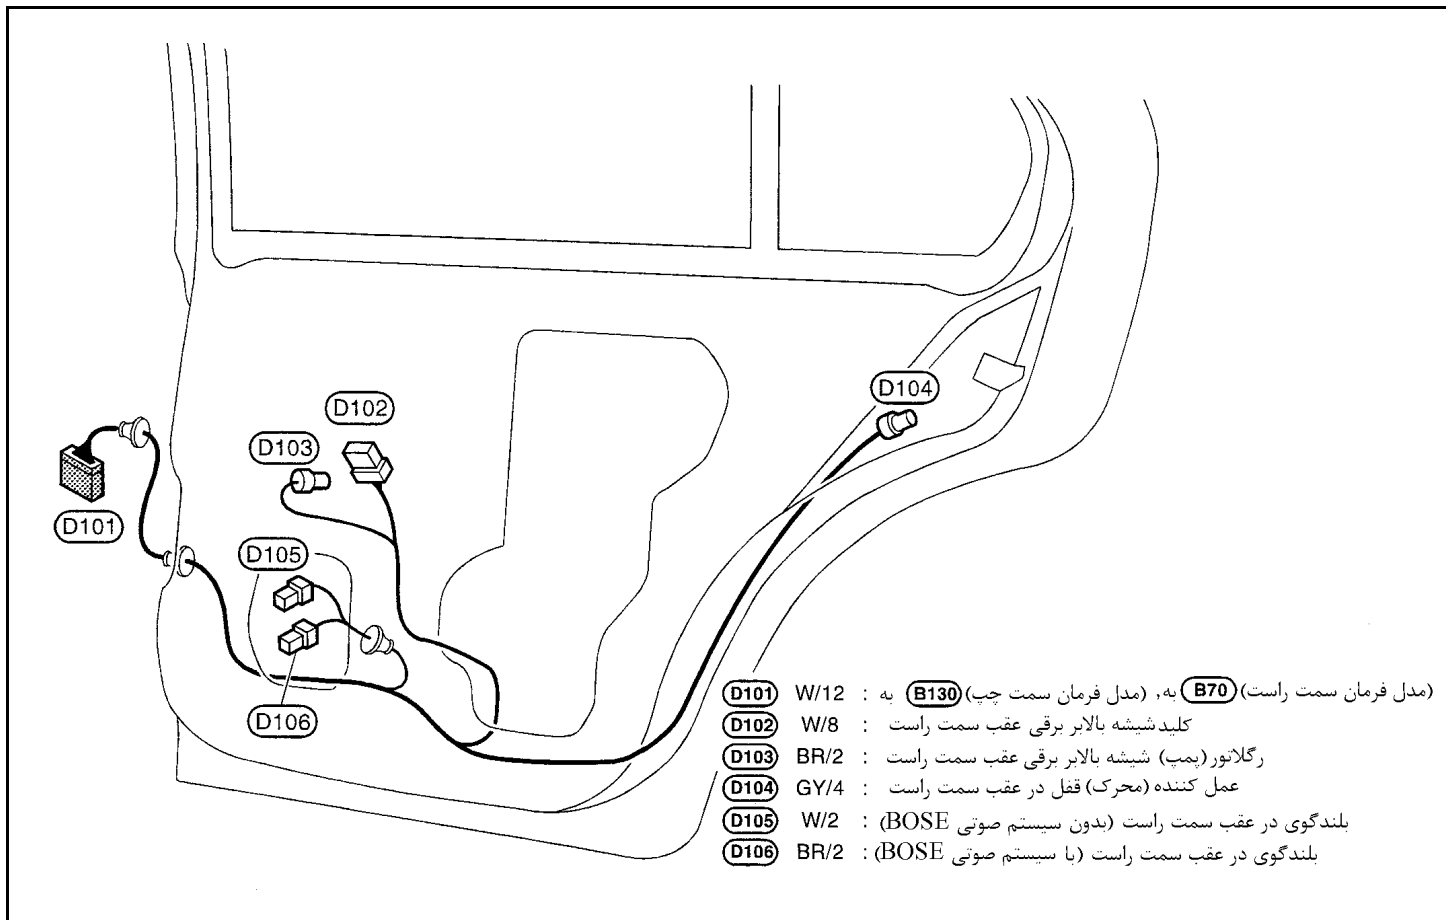 D104
D102
D103
D101
D105
D106
D101 W/12 : به B130 (مدل فرمان سمت چپ) ,به B70 (مدل فرمان سمت راست)
D102 W/8 : کلیدشیشه بالابر برقی عقب سمت راست
D103 BR/2 : رگلاتور (پمپ) شیشه بالابر برقی عقب سمت راست
D104 GY/4 : عمل کننده (محرک) قفل در عقب سمت راست
D105 W/2 : بلندگوی در عقب سمت راست (بدون سیستم صوتی BOSE)
D106 BR/2 : بلندگوی در عقب سمت راست (با سیستم صوتی BOSE)